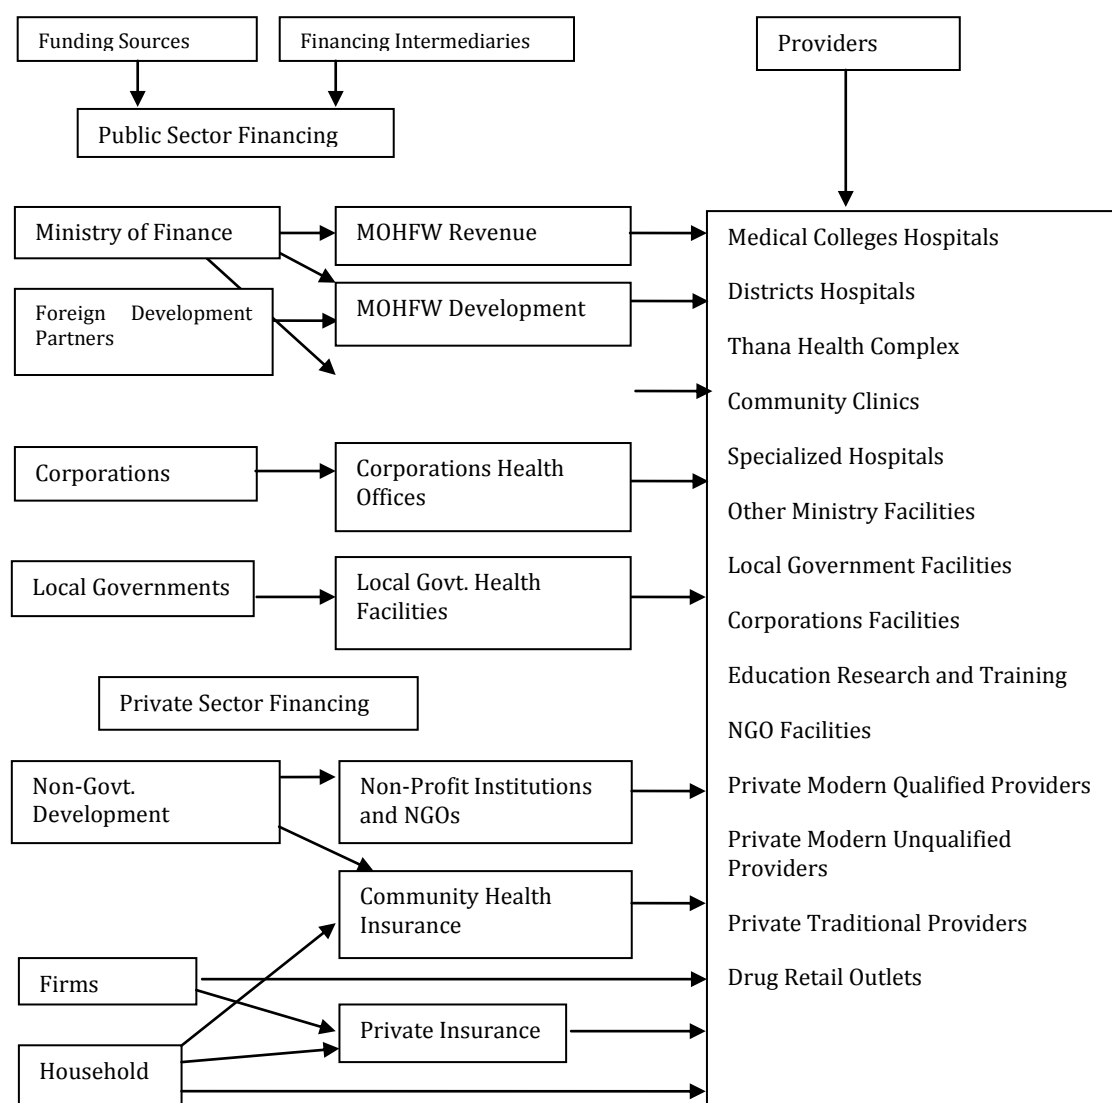 Funding Sources
Financing Intermediaries
Providers
Public Sector Financing
Ministry of Finance
MOHFW Revenue
Foreign Development
Partners
MOHFW Development
Corporations
Corporations Health
Offices
Local Governments
Local Govt. Health
Facilities
Private Sector Financing
Non-Govt.
Development
Non-Profit Institutions
and NGOs
Community Health
Insurance
Firms
Private Insurance
Household
Medical Colleges Hospitals
Districts Hospitals
Thana Health Complex
Community Clinics
Specialized Hospitals
Other Ministry Facilities
Local Government Facilities
Corporations Facilities
Education Research and Training
NGO Facilities
Private Modern Qualified Providers
Private Modern Unqualified
Providers
Private Traditional Providers
Drug Retail Outlets